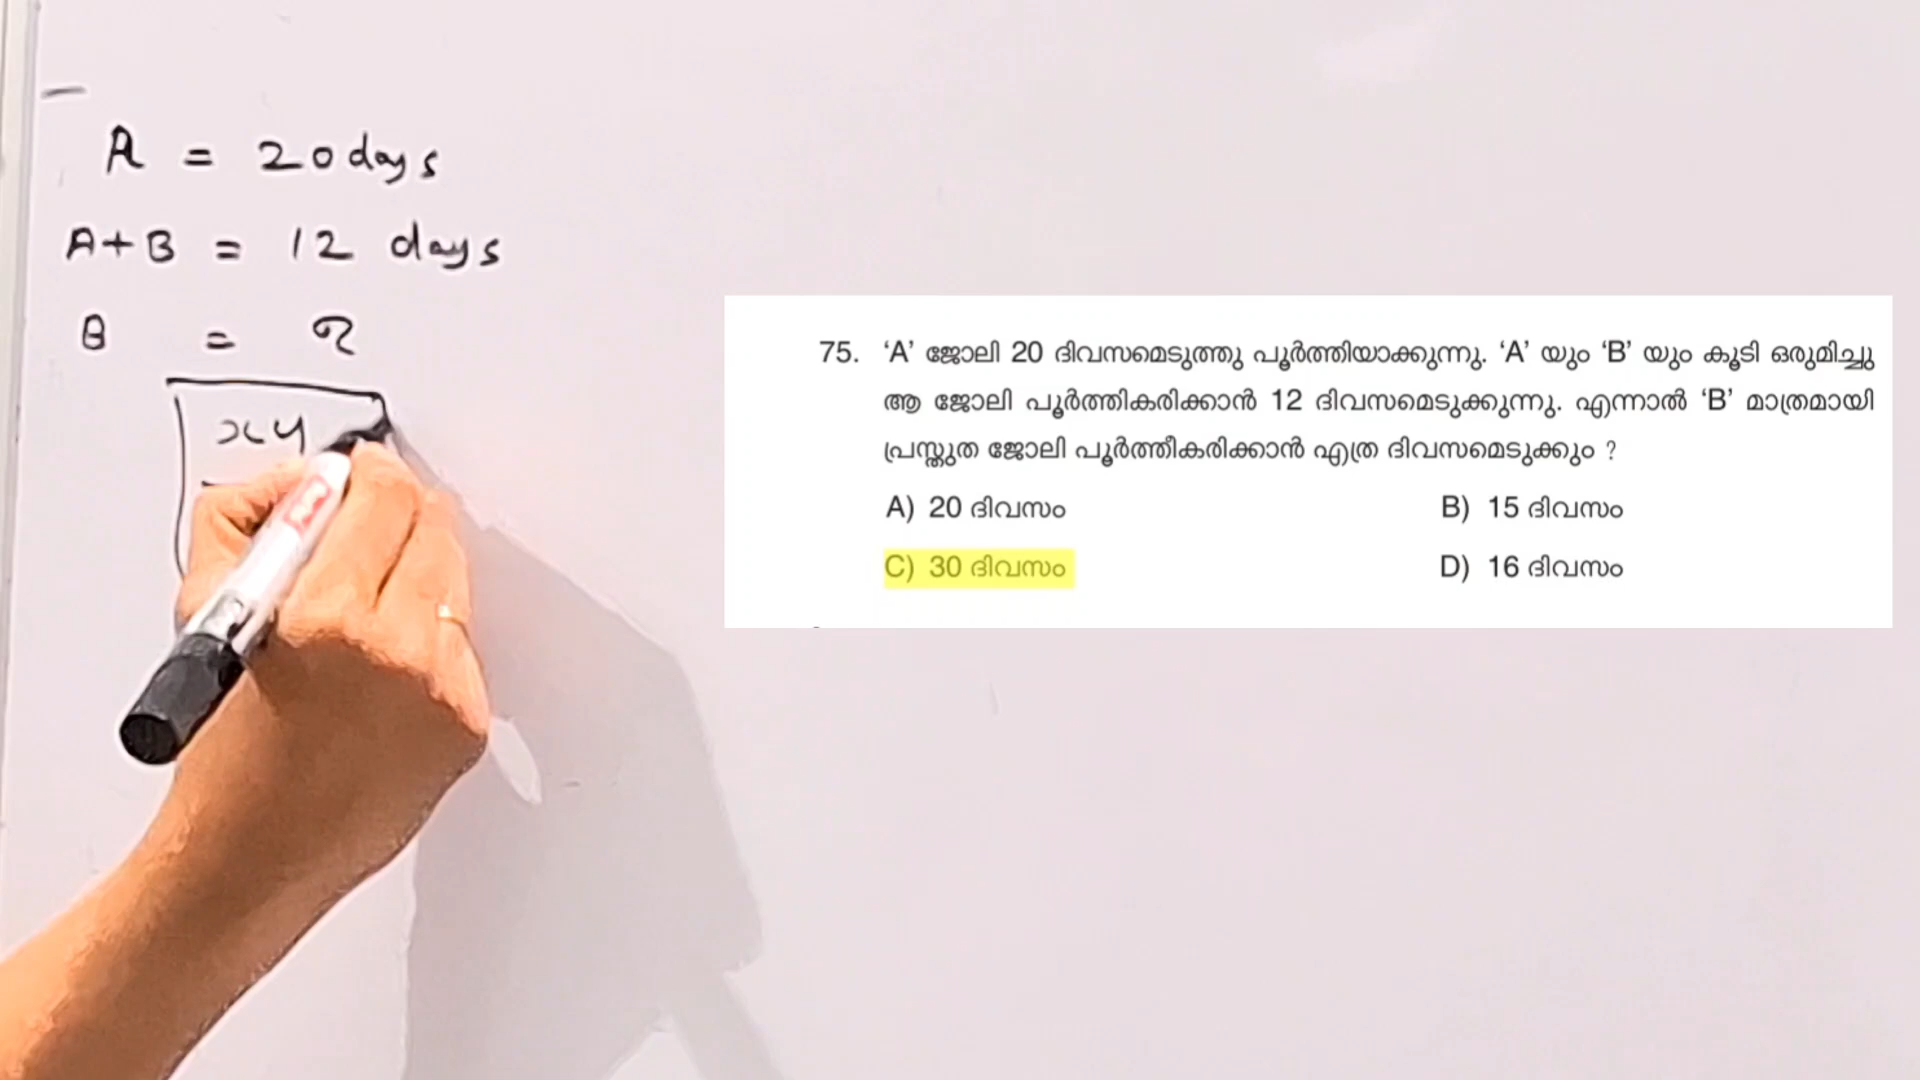 A = 20 days
A+B = 12 days
B = ?
xy
75. ‘A’ ജോലി 20 ദിവസമെടുത്തു പൂർത്തിയാക്കുന്നു. ‘A’ യും ‘B’ യും കൂടി ഒരുമിച്ചു
ആ ജോലി പൂർത്തികരിക്കാൻ 12 ദിവസമെടുക്കുന്നു. എന്നാൽ ‘B’ മാത്രമായി
പ്രസ്തുത ജോലി പൂർത്തീകരിക്കാൻ എത്ര ദിവസമെടുക്കും ?
A) 20 ദിവസം B) 15 ദിവസം
C) 30 ദിവസം D) 16 ദിവസം